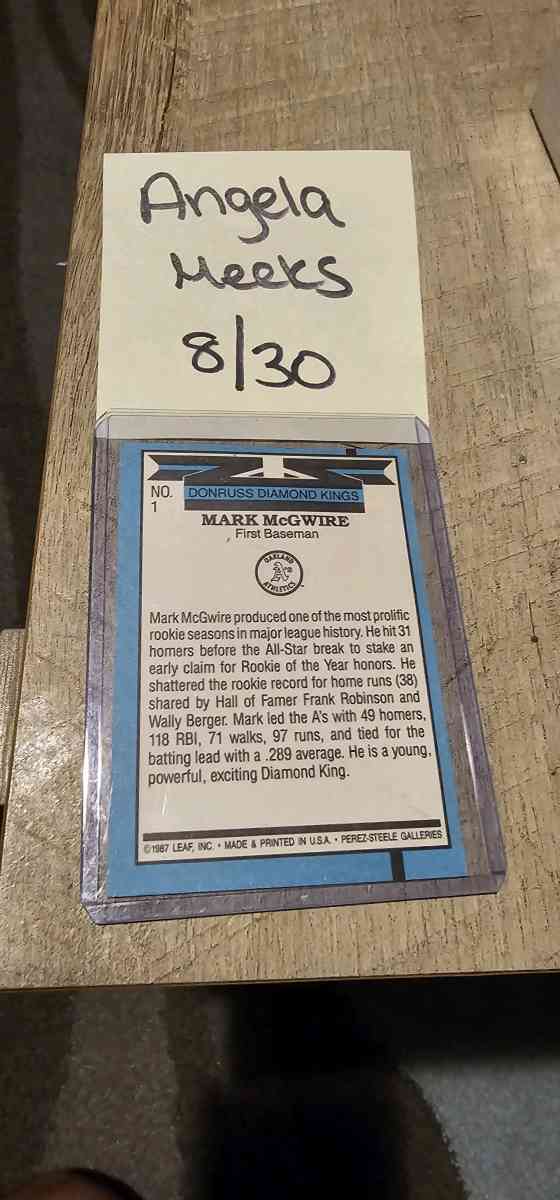 Angela
Meeks
8/30
NO.
1
DONRUSS DIAMOND KINGS
MARK McGWIRE
First Baseman
OAKLAND
A's
ATHLETICS
Mark McGwire produced one of the most prolific
rookie seasons in major league history. He hit 31
homers before the All-Star break to stake an
early claim for Rookie of the Year honors. He
shattered the rookie record for home runs (38)
shared by Hall of Famer Frank Robinson and
Wally Berger. Mark led the A's with 49 homers,
118 RBI, 71 walks, 97 runs, and tied for the
batting lead with a .289 average. He is a young,
powerful, exciting Diamond King.
©1987 LEAF, INC. • MADE & PRINTED IN U.S.A. • PEREZ-STEELE GALLERIES